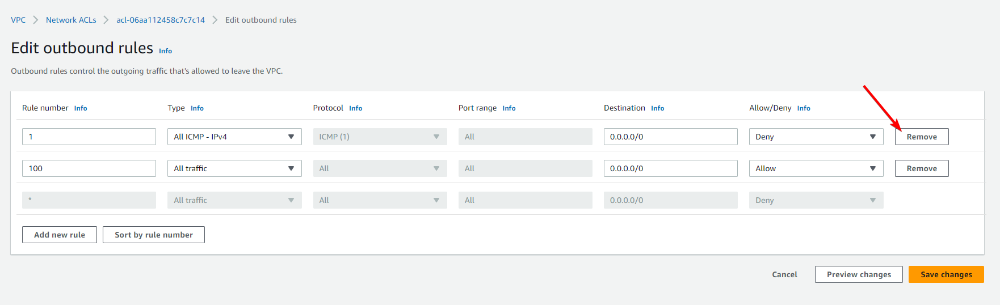 VPC > Network ACLs > acl-06aa112458c7c7c14 > Edit outbound rules
Edit outbound rules Info
Outbound rules control the outgoing traffic that's allowed to leave the VPC.
Rule number Info Type Info Protocol Info Port range Info Destination Info Allow/Deny Info
1 All ICMP - IPv4 ICMP (1) All 0.0.0.0/0 Deny Remove
100 All traffic All All 0.0.0.0/0 Allow Remove
* All traffic All All 0.0.0.0/0 Deny
Add new rule Sort by rule number
Cancel Preview changes Save changes